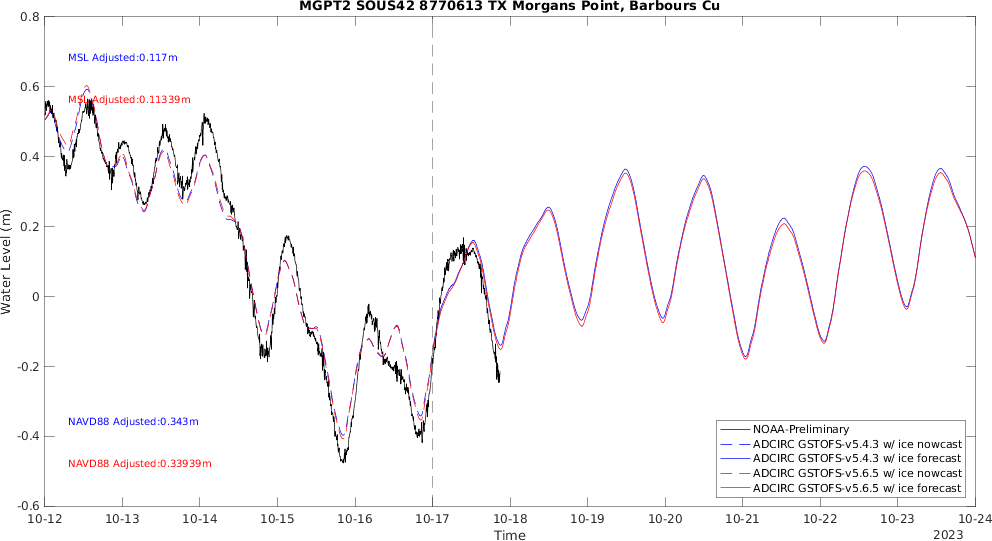 MGPT2 SOUS42 8770613 TX Morgans Point, Barbours Cu
Water Level (m)
0.8
0.6
0.4
0.2
0
-0.2
-0.4
-0.6
MSL Adjusted:0.117m
MSL Adjusted:0.11339m
NAVD88 Adjusted:0.343m
NAVD88 Adjusted:0.33939m
NOAA-Preliminary
ADCIRC GSTOFS-v5.4.3 w/ ice nowcast
ADCIRC GSTOFS-v5.4.3 w/ ice forecast
ADCIRC GSTOFS-v5.6.5 w/ ice nowcast
ADCIRC GSTOFS-v5.6.5 w/ ice forecast
10-12 10-13 10-14 10-15 10-16 10-17 10-18 10-19 10-20 10-21 10-22 10-23 10-24
Time
2023